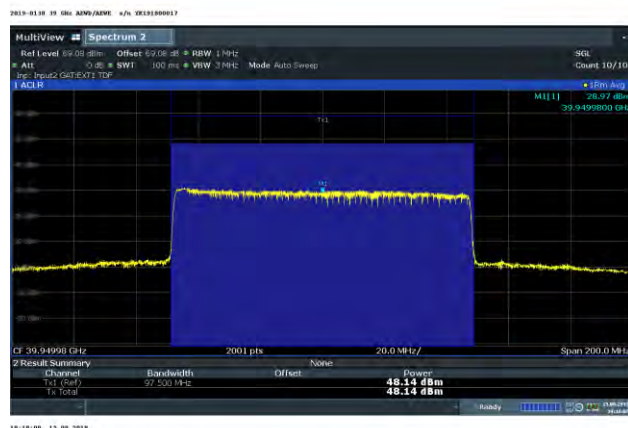 2019-0138 39 GHz AEWD/AEWE s/n YK191800017
MultiView Spectrum 2
Ref Level 69.08 dBm Offset 69.08 dB RBW 1 MHz SGL
Att 0 dB SWT 100 ms VBW 3 MHz Mode Auto Sweep Count 10/10
Inp: Input2 GAT:EXT1 TDF
1 ACLR 1Rm Avg
M1[1] 28.97 dBm
39.9499800 GHz
Tx1
M1
CF 39.94998 GHz 2001 pts 20.0 MHz/ Span 200.0 MHz
2 Result Summary None
Channel Bandwidth Offset Power
Tx1 (Ref) 97.500 MHz 48.14 dBm
Tx Total 48.14 dBm
Ready